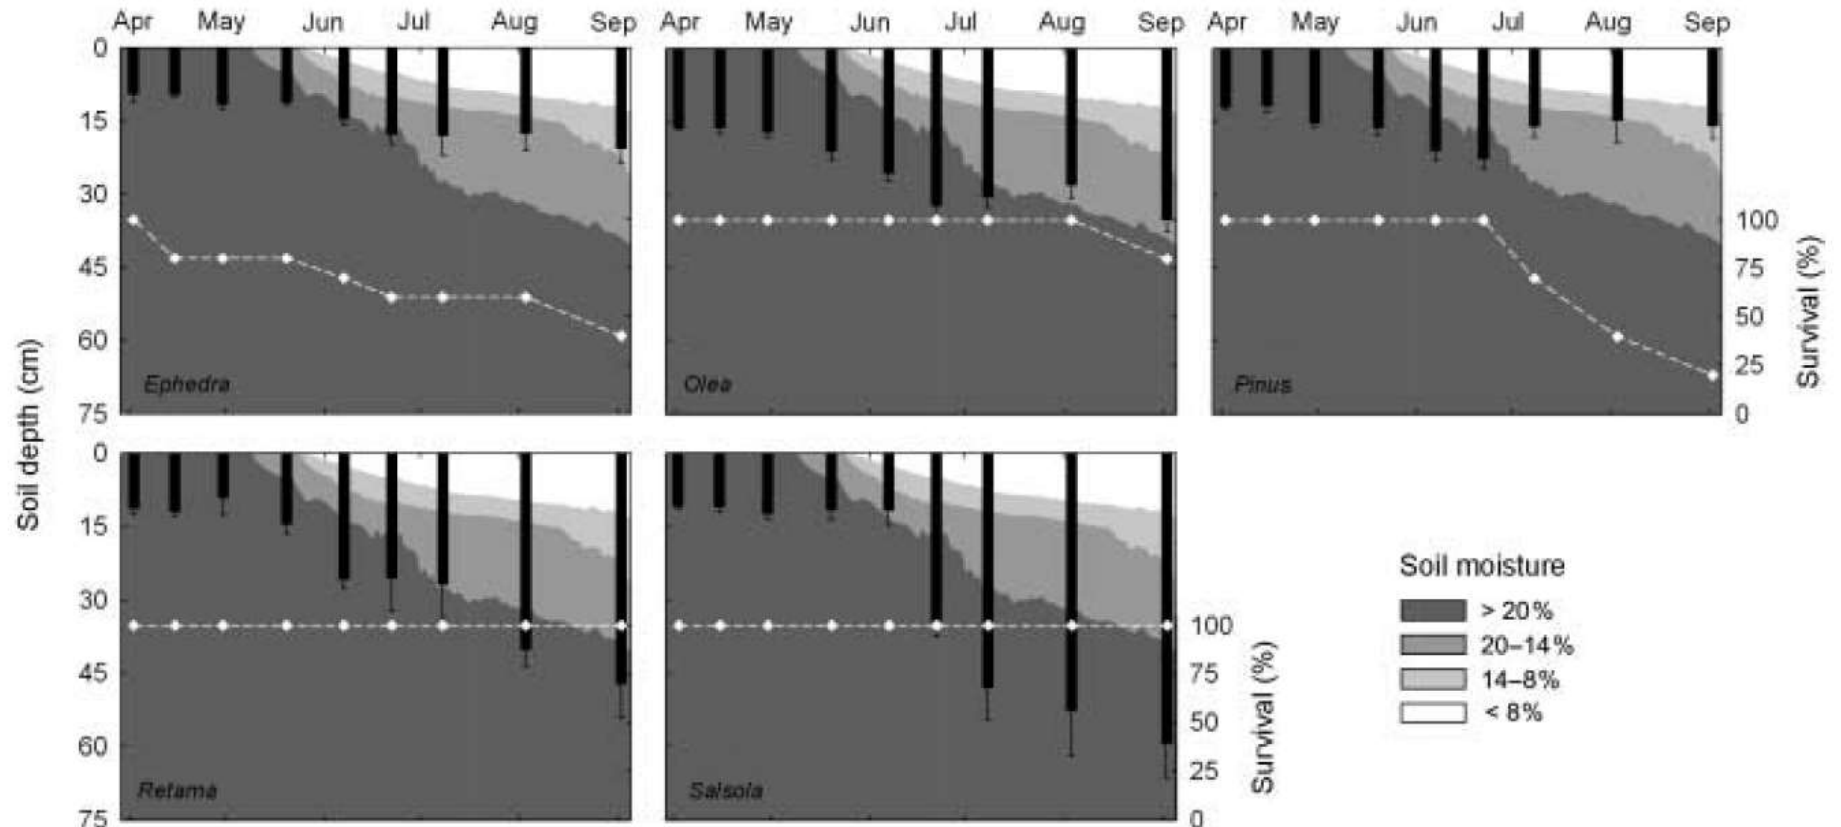 Apr May Jun Jul Aug Sep
Apr May Jun Jul Aug Sep
Apr May Jun Jul Aug Sep
Soil depth (cm)
0
15
30
45
60
75
Ephedra
Olea
Pinus
100
75
50
25
0
Survival (%)
0
15
30
45
60
75
Retama
Salsola
100
75
50
25
0
Survival (%)
Soil moisture
> 20%
20–14%
14–8%
< 8%